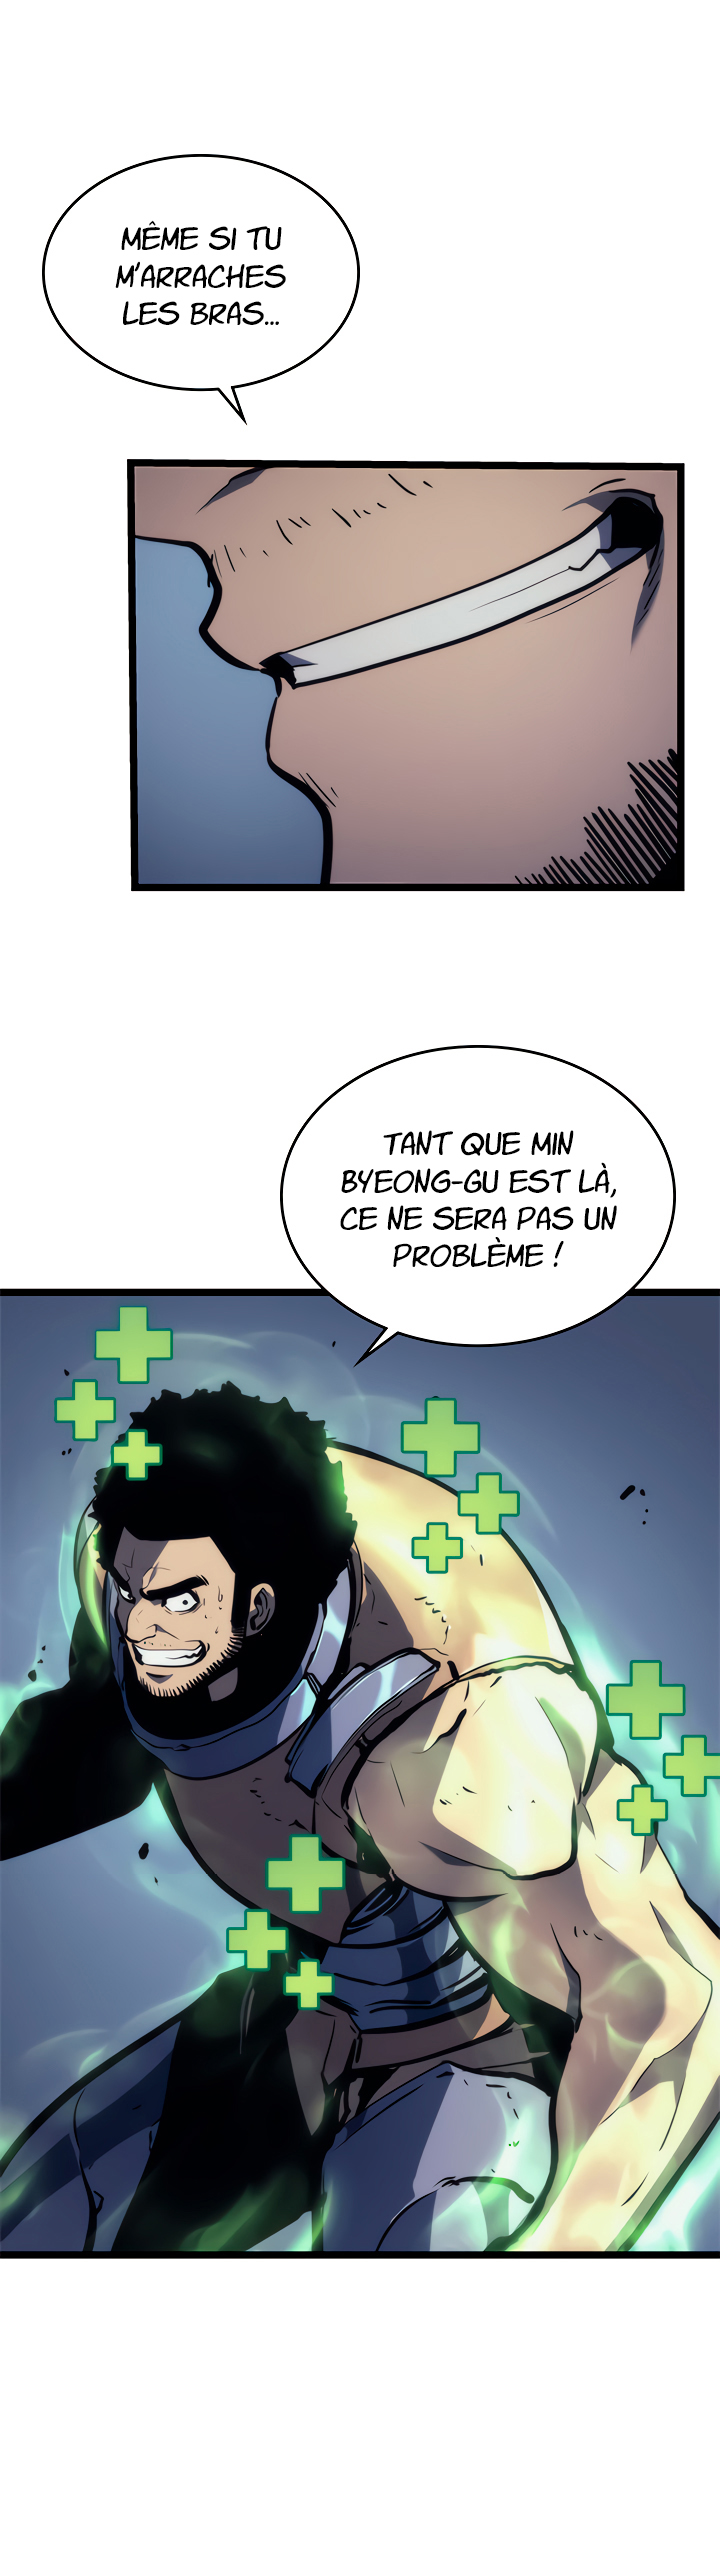 MÊME SI TU
M'ARRACHES
LES BRAS...
TANT QUE MIN
BYEONG-GU EST LÀ,
CE NE SERA PAS UN
PROBLÈME !